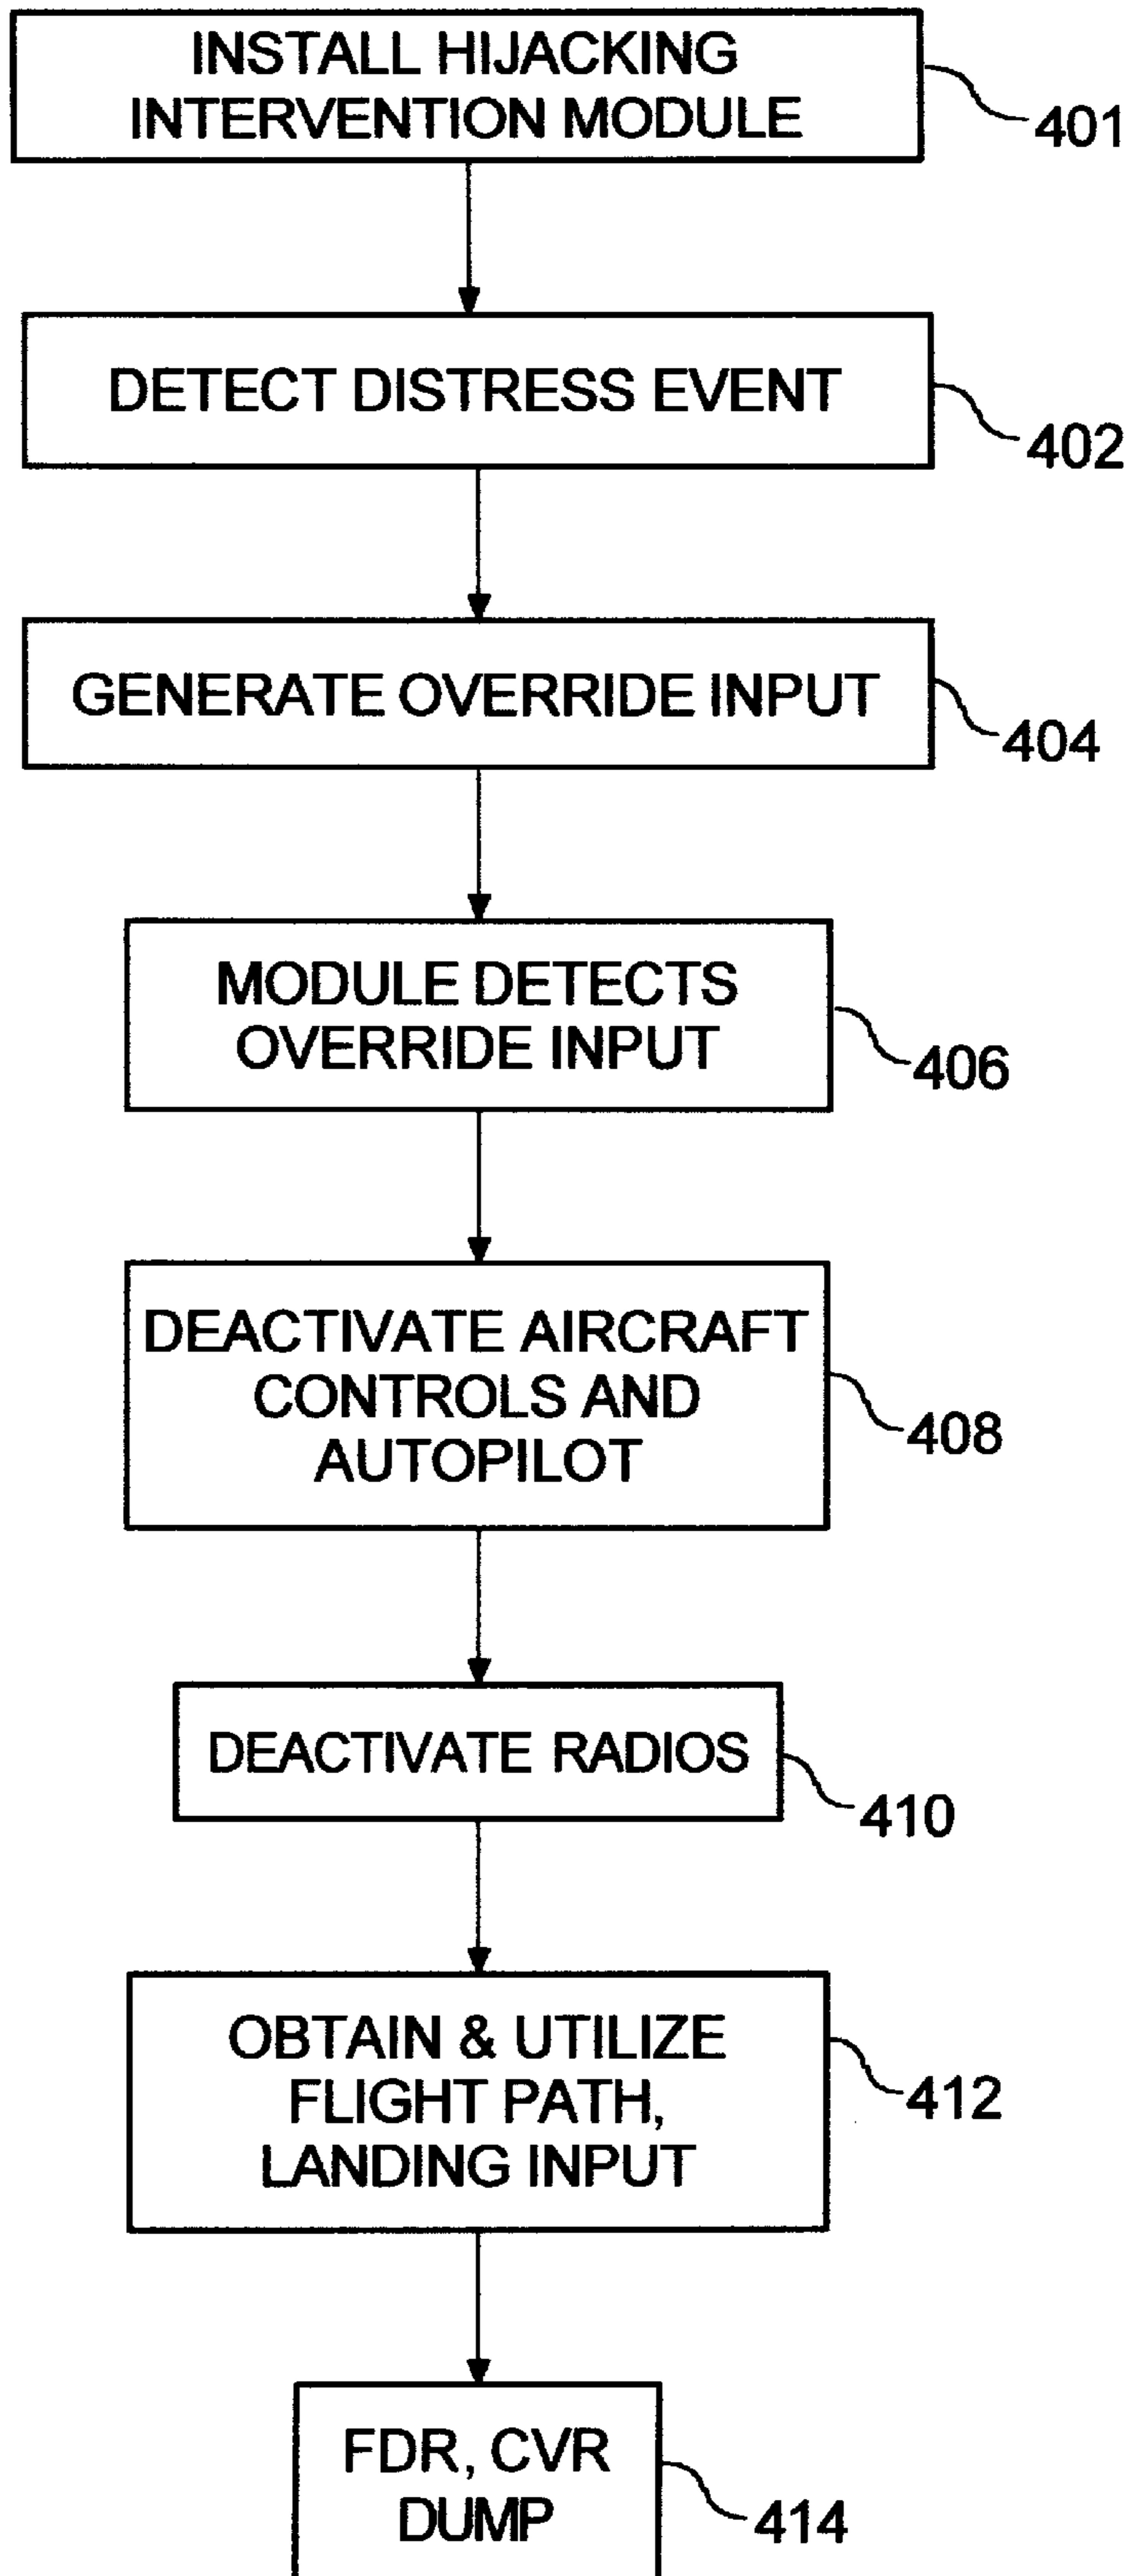 INSTALL HIJACKING
INTERVENTION MODULE
401
DETECT DISTRESS EVENT
402
GENERATE OVERRIDE INPUT
404
MODULE DETECTS
OVERRIDE INPUT
406
DEACTIVATE AIRCRAFT
CONTROLS AND
AUTOPILOT
408
DEACTIVATE RADIOS
410
OBTAIN & UTILIZE
FLIGHT PATH,
LANDING INPUT
412
FDR, CVR
DUMP
414